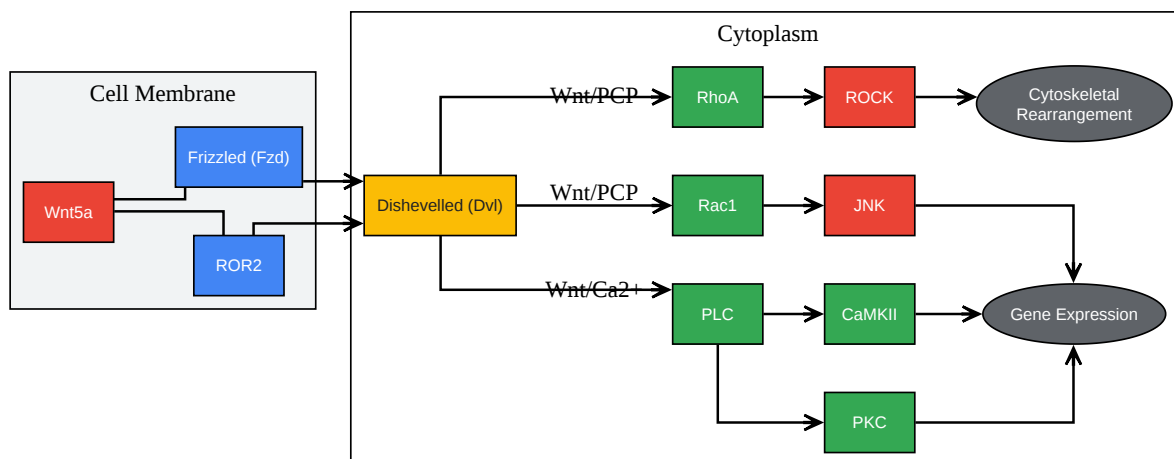 Cytoplasm
Cell Membrane
Wnt/PCP
RhoA
ROCK
Cytoskeletal
Rearrangement
Frizzled (Fzd)
Wnt5a
Dishevelled (Dvl)
Wnt/PCP
Rac1
JNK
ROR2
Wnt/Ca2+
PLC
CaMKII
Gene Expression
PKC